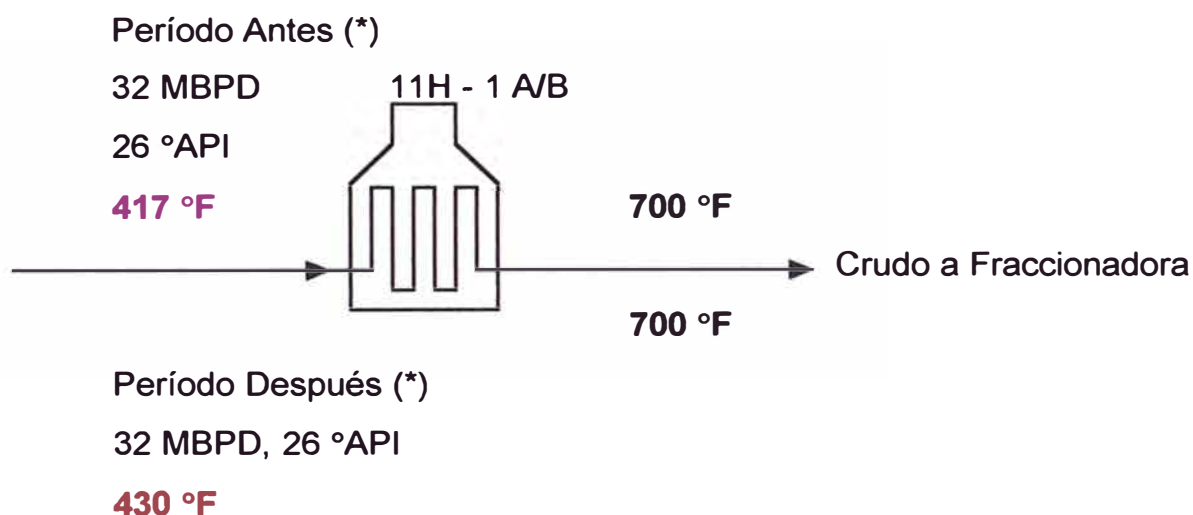 Período Antes (*)
32 MBPD
11H - 1 A/B
26 °API
417 °F
700 °F
Crudo a Fraccionadora
700 °F
Período Después (*)
32 MBPD, 26 °API
430 °F